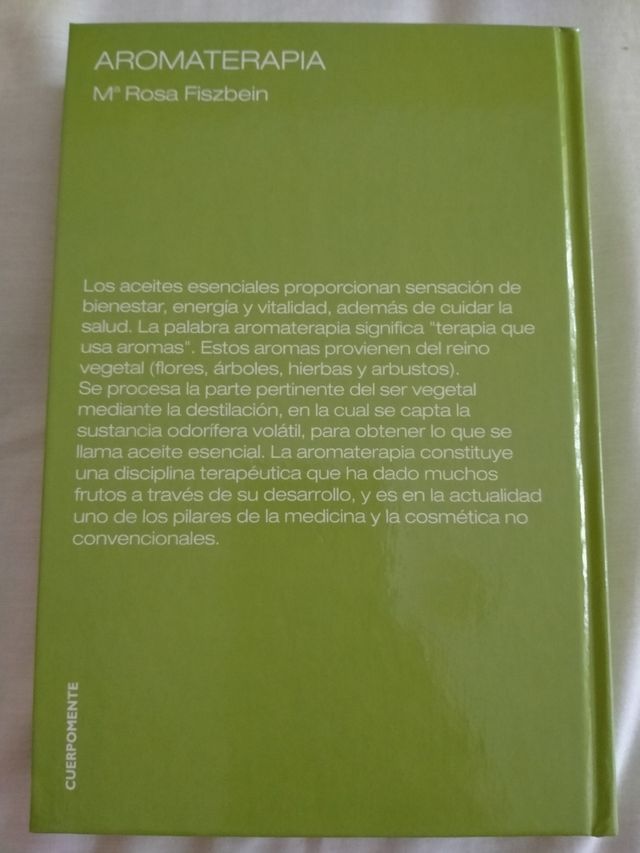 AROMATERAPIA
Mª Rosa Fiszbein
Los aceites esenciales proporcionan sensación de
bienestar, energía y vitalidad, además de cuidar la
salud. La palabra aromaterapia significa "terapia que
usa aromas". Estos aromas provienen del reino
vegetal (flores, árboles, hierbas y arbustos).
Se procesa la parte pertinente del ser vegetal
mediante la destilación, en la cual se capta la
sustancia odorífera volátil, para obtener lo que se
llama aceite esencial. La aromaterapia constituye
una disciplina terapéutica que ha dado muchos
frutos a través de su desarrollo, y es en la actualidad
uno de los pilares de la medicina y la cosmética no
convencionales.
CUERPOMENTE